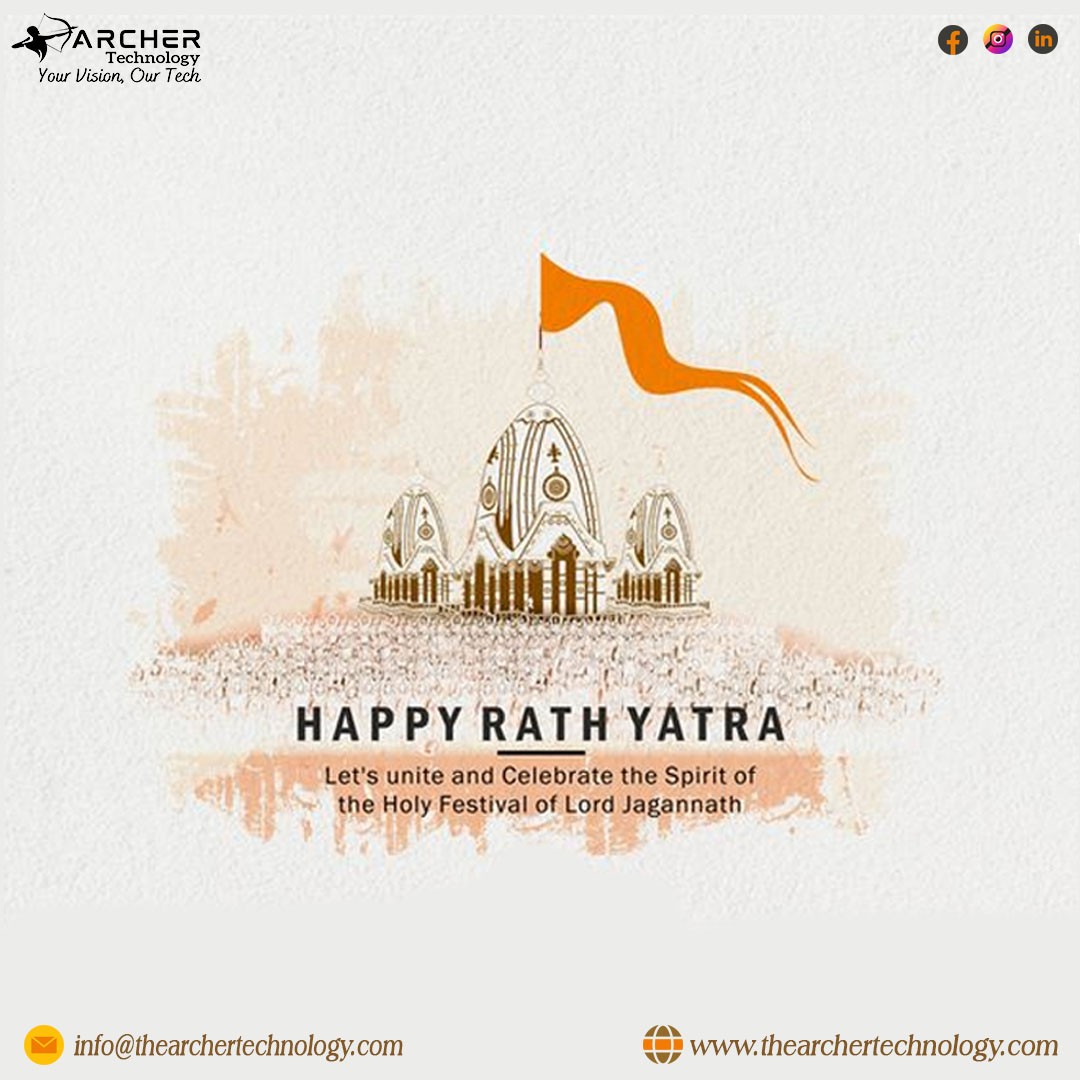 ARCHER
Technology
Your Vision, Our Tech
HAPPY RATH YATRA
Let's unite and Celebrate the Spirit of
the Holy Festival of Lord Jagannath
info@thearchertechnology.com
www.thearchertechnology.com